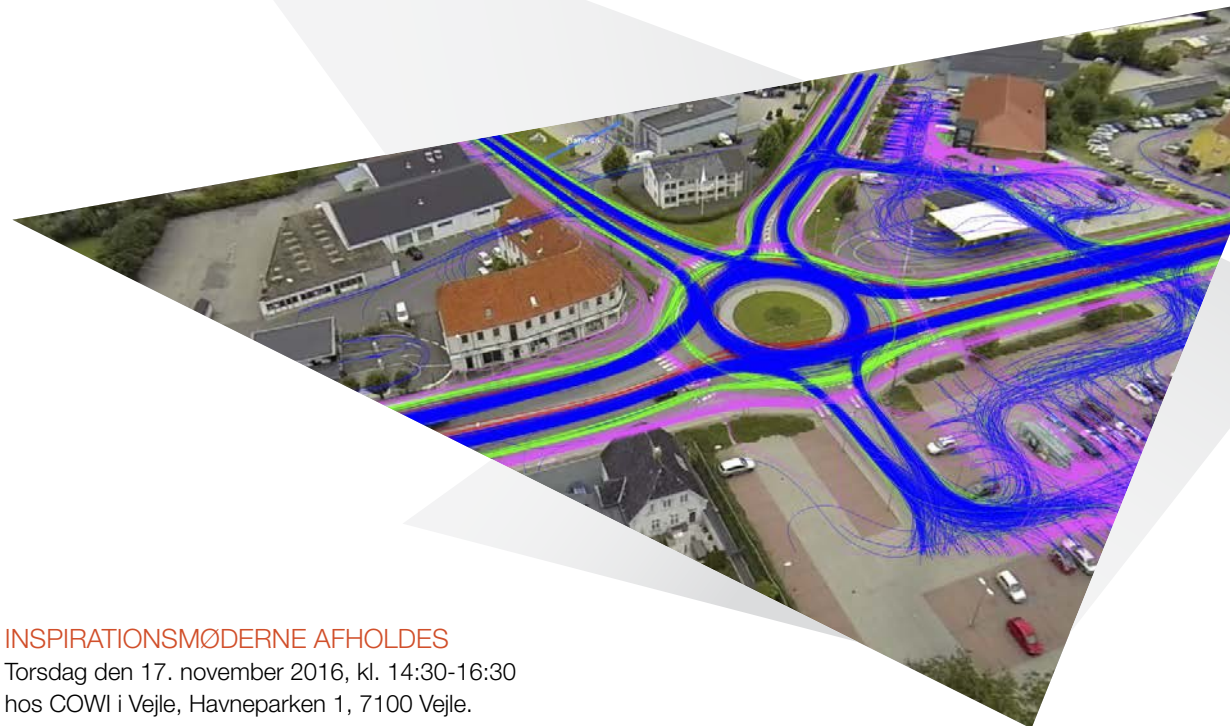 INSPIRATIONSMØDERNE AFHOLDES
Torsdag den 17. november 2016, kl. 14:30-16:30
hos COWI i Vejle, Havneparken 1, 7100 Vejle.